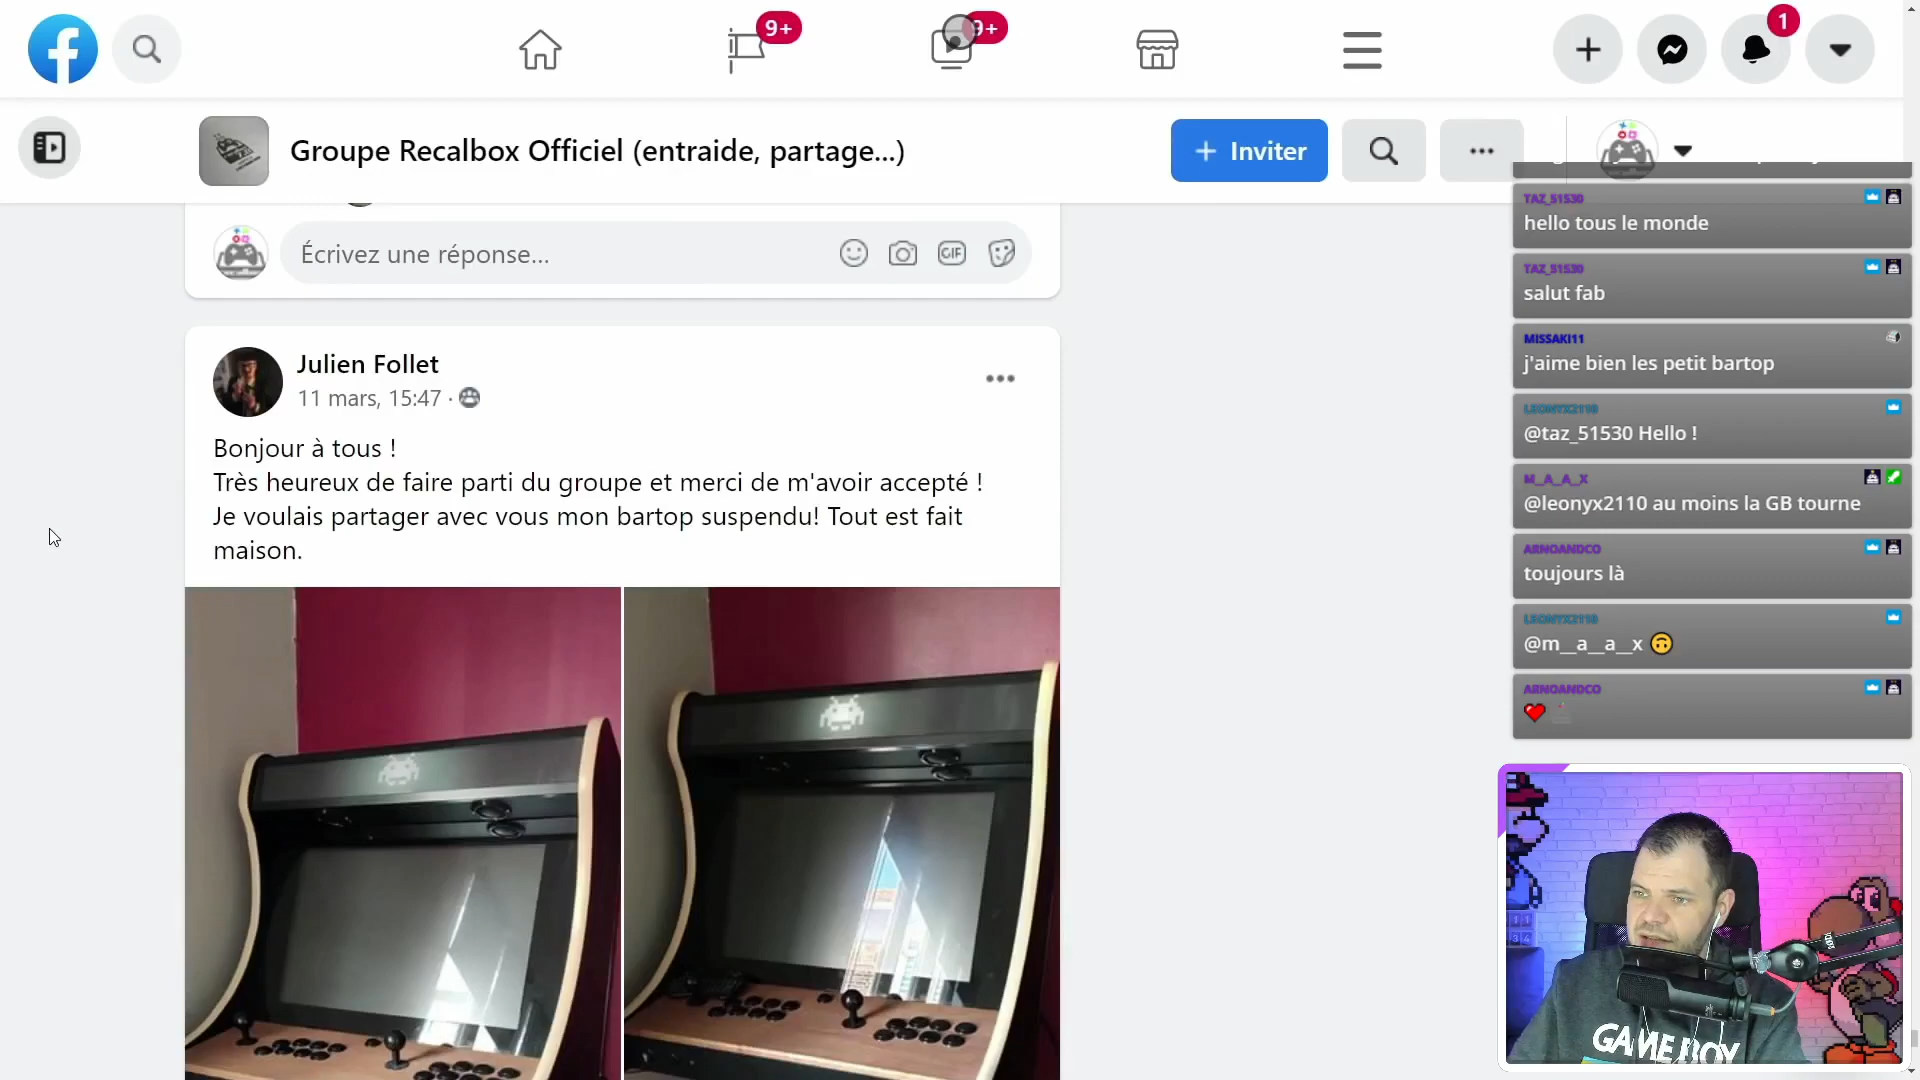 9+
9+
1
Groupe Recalbox Officiel (entraide, partage...)
+ Inviter
Écrivez une réponse...
GIF
Julien Follet
11 mars, 15:47 ·
Bonjour à tous !
Très heureux de faire parti du groupe et merci de m'avoir accepté !
Je voulais partager avec vous mon bartop suspendu! Tout est fait
maison.
TAZ_51530
hello tous le monde
TAZ_51530
salut fab
MISSAKI11
j'aime bien les petit bartop
LEONYX2110
@taz_51530 Hello !
M__A__A__X
@leonyx2110 au moins la GB tourne
ARNOANDCO
toujours là
LEONYX2110
@m__a__a__x 🙃
ARNOANDCO
❤️
GAME BOY